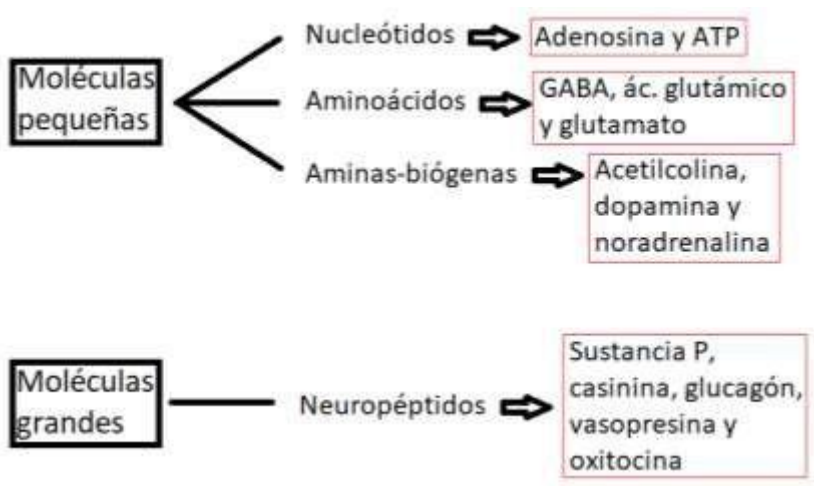 Moléculas
pequeñas
Nucleótidos
Adenosina y ATP
Aminoácidos
GABA, ác. glutámico
y glutamato
Aminas-biógenas
Acetilcolina,
dopamina y
noradrenalina
Moléculas
grandes
Neuropéptidos
Sustancia P,
casinina, glucagón,
vasopresina y
oxitocina